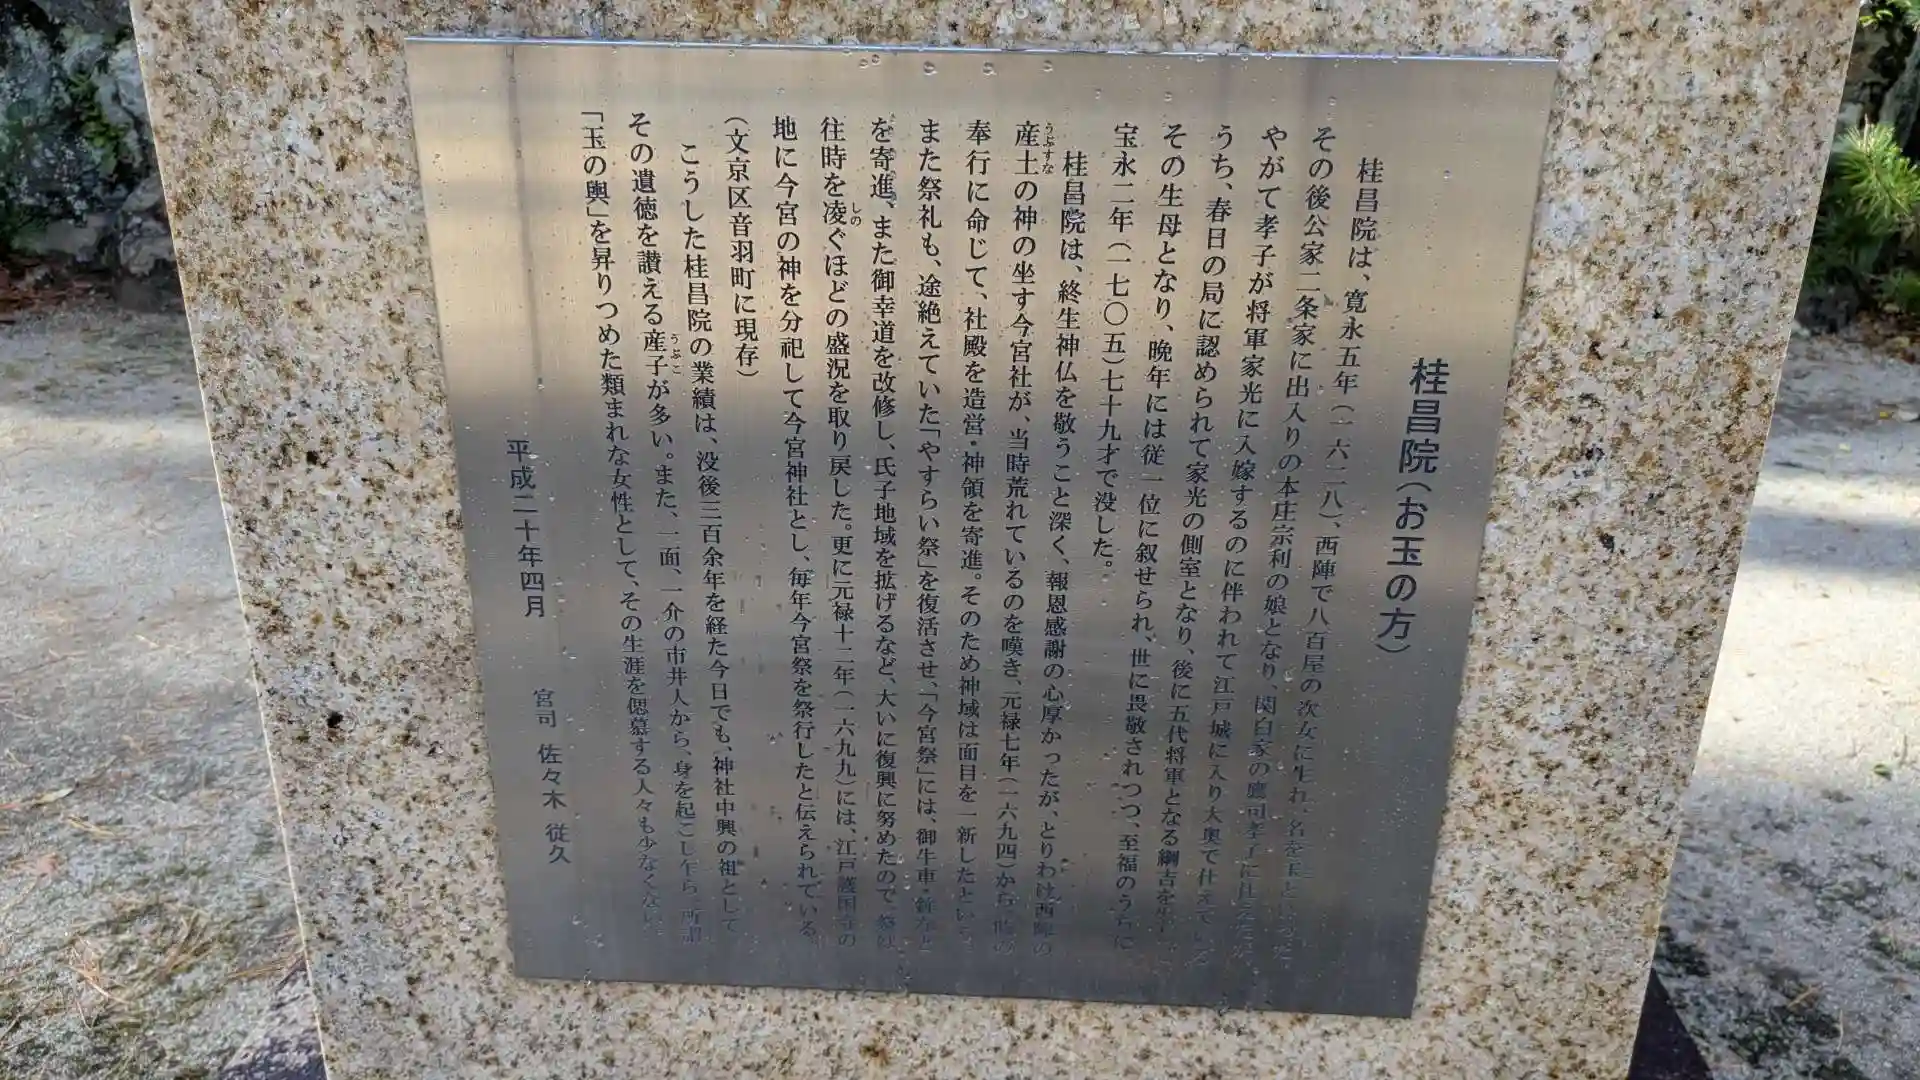 桂昌院(お玉の方)
桂昌院は、寛永五年(一六二八)、西陣で八百屋の次女に生れ、名を玉といった。
その後公家二条家に出入りの本庄宗利の娘となり、関白家の鷹司孝子に仕えたが、
やがて孝子が将軍家光に入嫁するのに伴われて江戸城に入り大奥で仕えている
うち、春日の局に認められて家光の側室となり、後に五代将軍となる綱吉を生み
その生母となり、晩年には従一位に叙せられ、世に畏敬されつつ、至福のうちに
宝永二年(一七〇五)七十九才で没した。
桂昌院は、終生神仏を敬うこと深く、報恩感謝の心厚かったが、とりわけ西陣の
産土の神の坐す今宮社が、当時荒れているのを嘆き、元禄七年(一六九四)から
うぶすな
奉行に命じて、社殿を造営・神領を寄進。そのため神域は面目を一新したという。
また祭礼も、途絶えていた「やすらい祭」を復活させ、「今宮祭」には、御牛車・鉾など
を寄進、また御幸道を改修し、氏子地域を拡げるなど、大いに復興に努めたので、祭は
往時を凌ぐほどの盛況を取り戻した。更に元禄十二年(一六九九)には、江戸護国寺の
しの
地に今宮の神を分祀して今宮神社とし、毎年今宮祭を祭行したと伝えられている
(文京区音羽町に現存)
こうした桂昌院の業績は、没後三百余年を経た今日でも、神社中興の祖として
その遺徳を讃える産子が多い。また、一面、一介の市井人から、身を起こし乍ら、所謂
うぶこ
「玉の輿」を昇りつめた類まれな女性として、その生涯を偲慕する人々も少なくない。
平成二十年四月
宮司 佐々木 従久